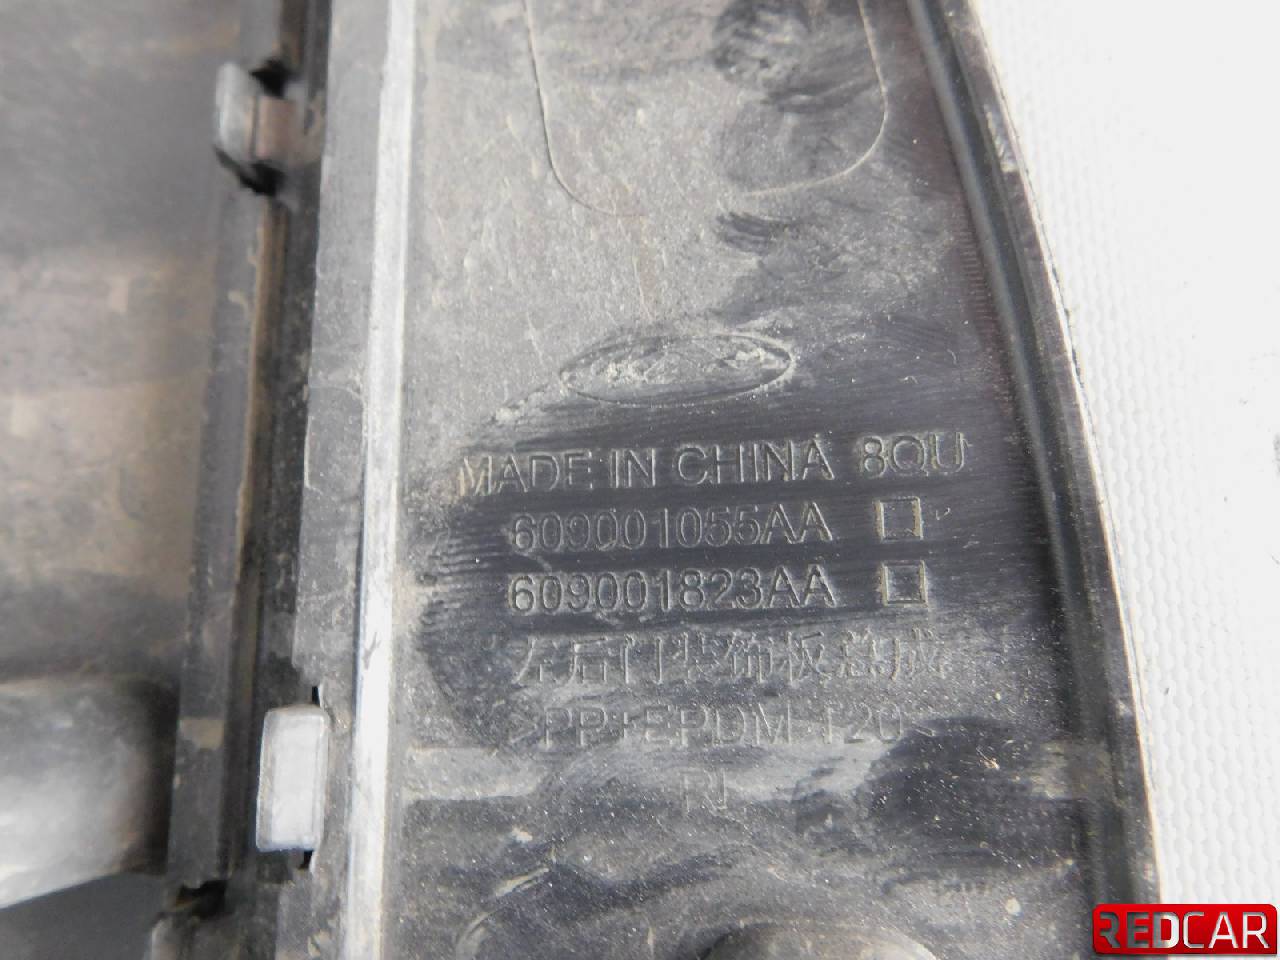 MADE IN CHINA 8QU
609001055AA
609001823AA
左后门装饰板总成
>PP+EPDM-T20<
REDCAR